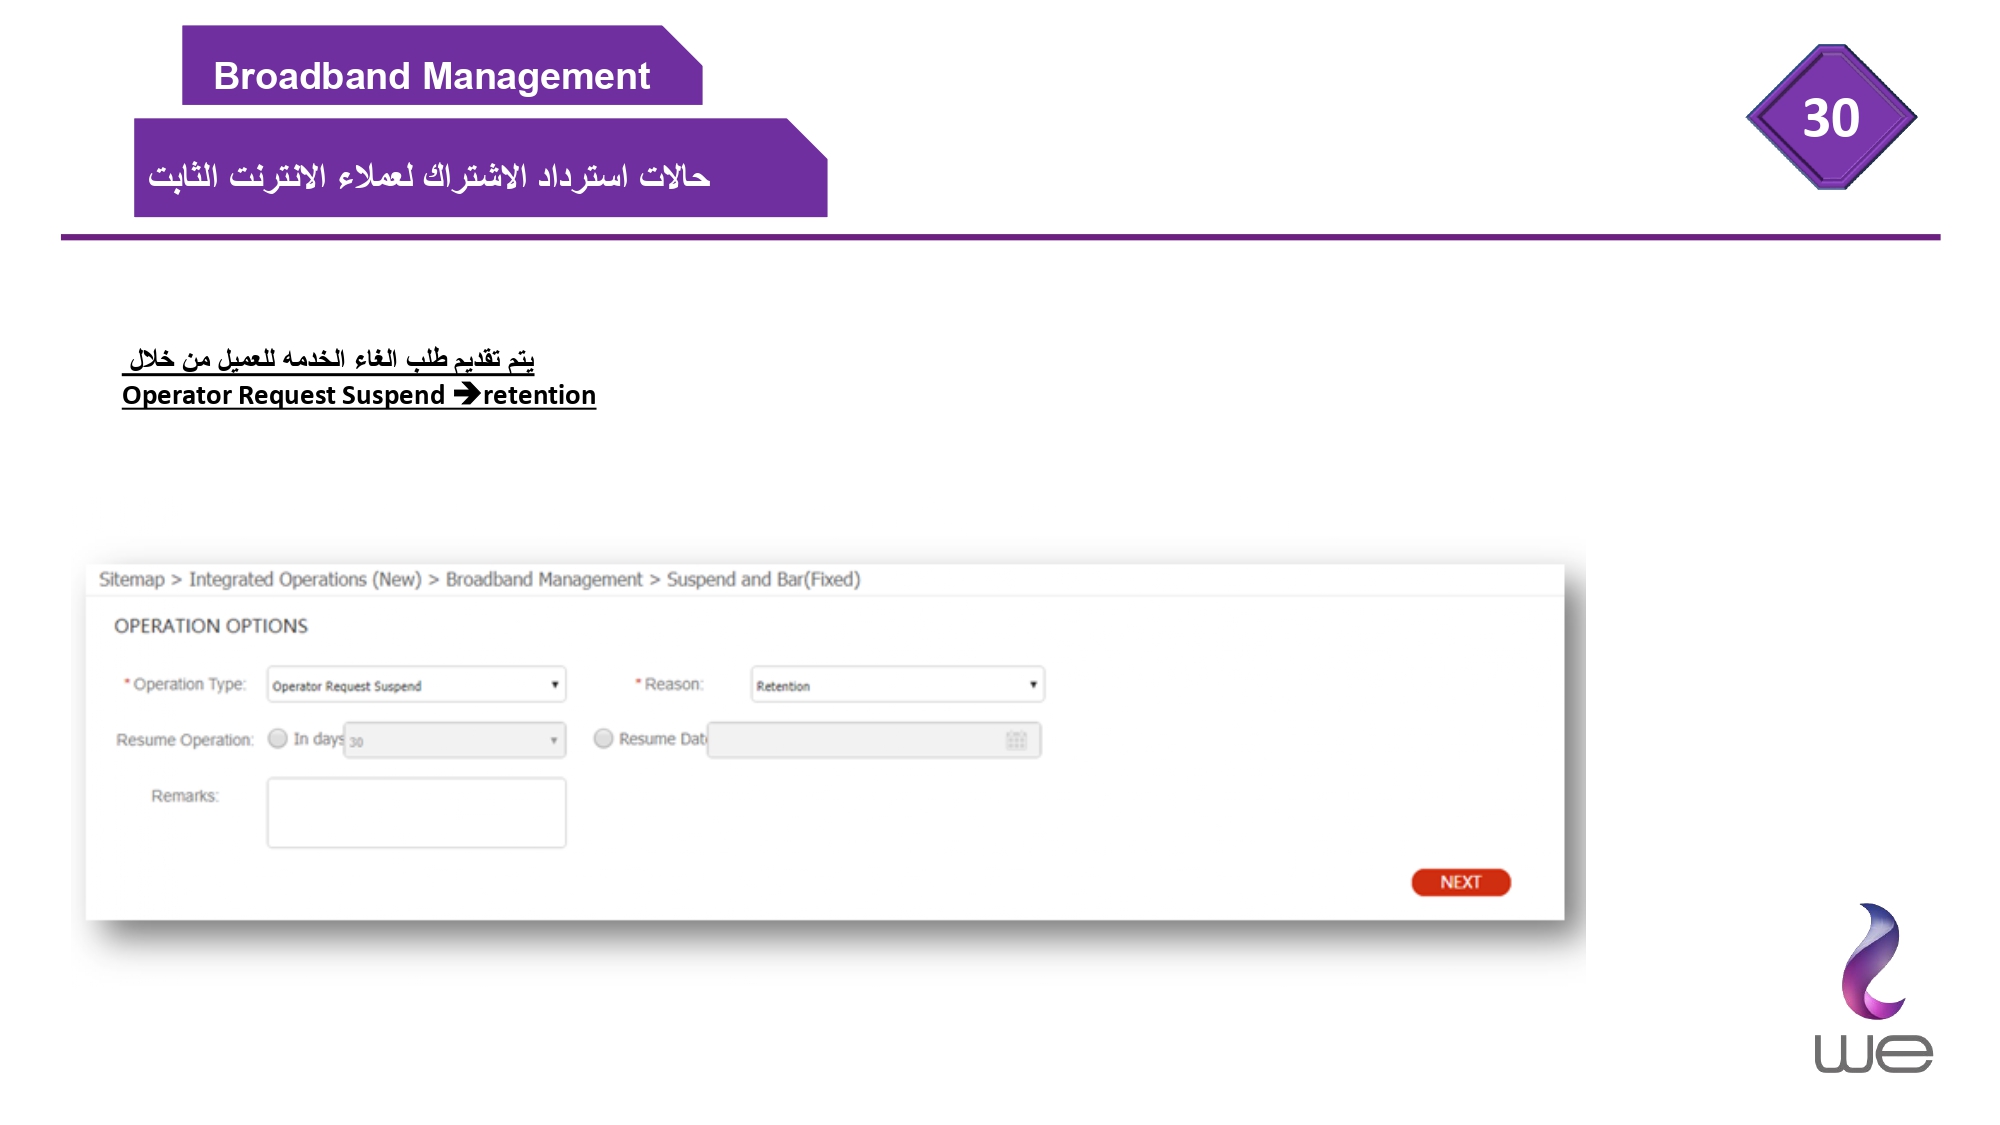 Broadband Management
30
حالات استرداد الاشتراك لعملاء الانترنت الثابت
يتم تقديم طلب الغاء الخدمه للعميل من خلال
Operator Request Suspend ➔retention
Sitemap > Integrated Operations (New) > Broadband Management > Suspend and Bar(Fixed)
OPERATION OPTIONS
* Operation Type: Operator Request Suspend * Reason: Retention
Resume Operation: In days 30 Resume Dat
Remarks:
NEXT
we